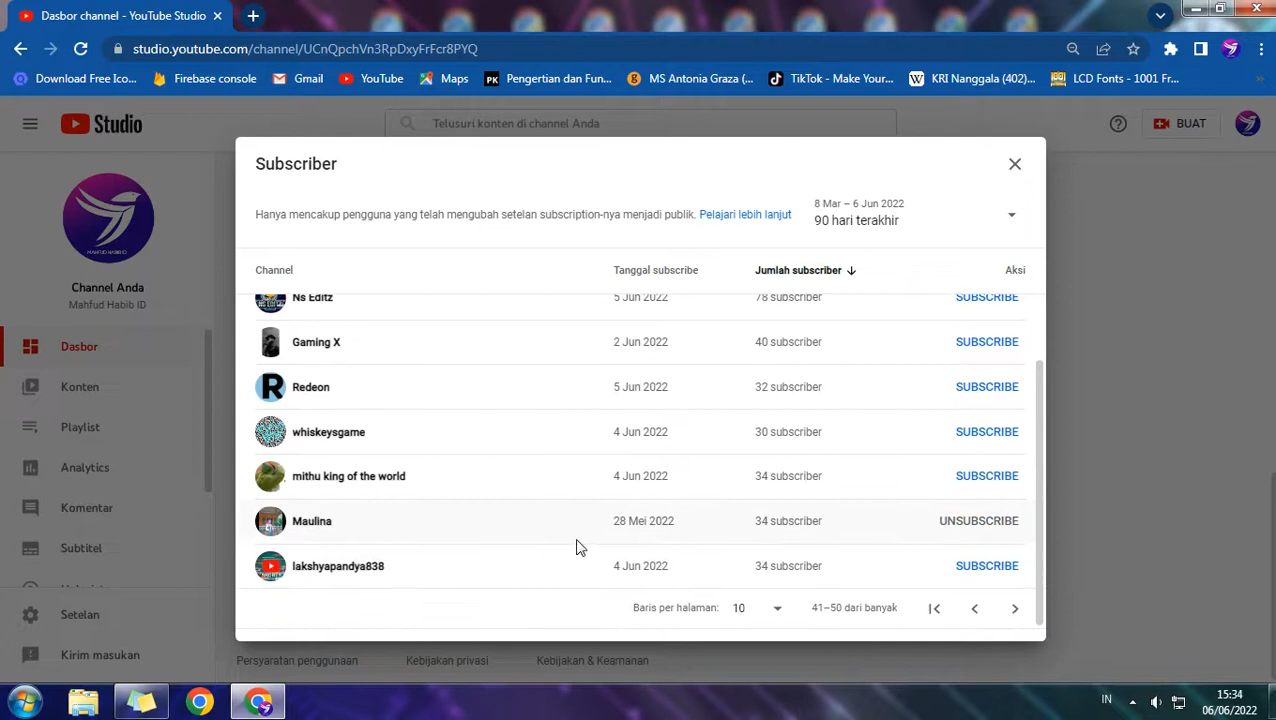 Dasbor channel - YouTube Studio
studio.youtube.com/channel/UCnQpchVn3RpDxyFrFcr8PYQ
Download Free Ico... Firebase console Gmail YouTube Maps Pengertian dan Fun... MS Antonia Graza (... TikTok - Make Your... KRI Nanggala (402)... LCD Fonts - 1001 Fr...
Studio Telusuri konten di channel Anda BUAT
MAHFUD HABIB ID
Channel Anda
Mahfud Habib ID
Dasbor
Konten
Playlist
Analytics
Komentar
Subtitel
Setelan
Kirim masukan
Subscriber
Hanya mencakup pengguna yang telah mengubah setelan subscription-nya menjadi publik. Pelajari lebih lanjut
8 Mar – 6 Jun 2022
90 hari terakhir
Channel Tanggal subscribe Jumlah subscriber Aksi
Ns Editz 5 Jun 2022 78 subscriber SUBSCRIBE
Gaming X 2 Jun 2022 40 subscriber SUBSCRIBE
Redeon 5 Jun 2022 32 subscriber SUBSCRIBE
whiskeysgame 4 Jun 2022 30 subscriber SUBSCRIBE
mithu king of the world 4 Jun 2022 34 subscriber SUBSCRIBE
Maulina 28 Mei 2022 34 subscriber UNSUBSCRIBE
lakshyapandya838 4 Jun 2022 34 subscriber SUBSCRIBE
Baris per halaman: 10 41–50 dari banyak
Persyaratan penggunaan Kebijakan privasi Kebijakan & Keamanan
IN 15:34
06/06/2022